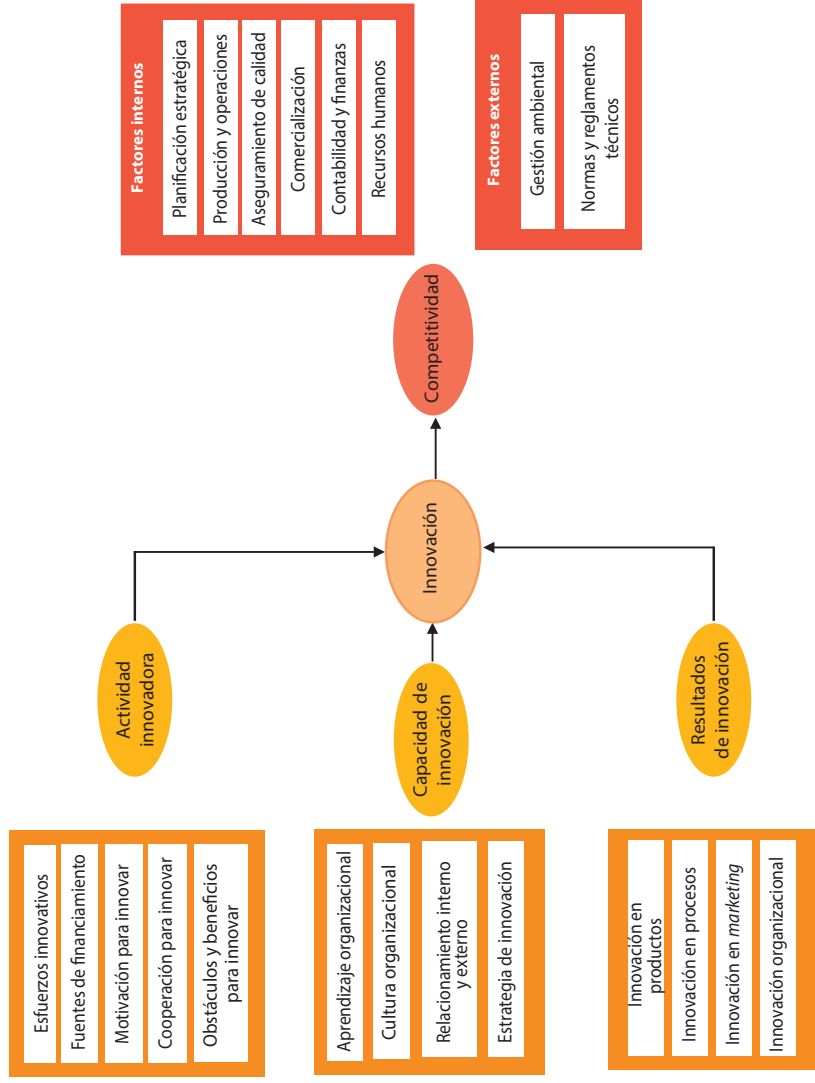 Esfuerzos innovativos
Fuentes de financiamiento
Motivación para innovar
Cooperación para innovar
Obstáculos y beneficios
para innovar
Aprendizaje organizacional
Cultura organizacional
Relacionamiento interno
y externo
Estrategia de innovación
Innovación en
productos
Innovación en procesos
Innovación en marketing
Innovación organizacional
Actividad
innovadora
Capacidad de
innovación
Resultados
de innovación
Innovación
Competitividad
Factores internos
Planificación estratégica
Producción y operaciones
Aseguramiento de calidad
Comercialización
Contabilidad y finanzas
Recursos humanos
Factores externos
Gestión ambiental
Normas y reglamentos
técnicos